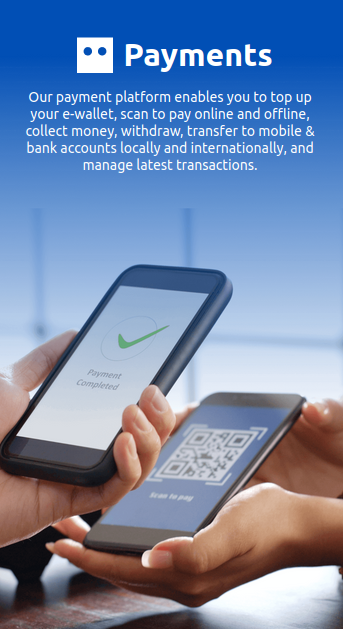 Payments
Our payment platform enables you to top up
your e-wallet, scan to pay online and offline,
collect money, withdraw, transfer to mobile &
bank accounts locally and internationally, and
manage latest transactions.
Payment
Completed
Scan to pay